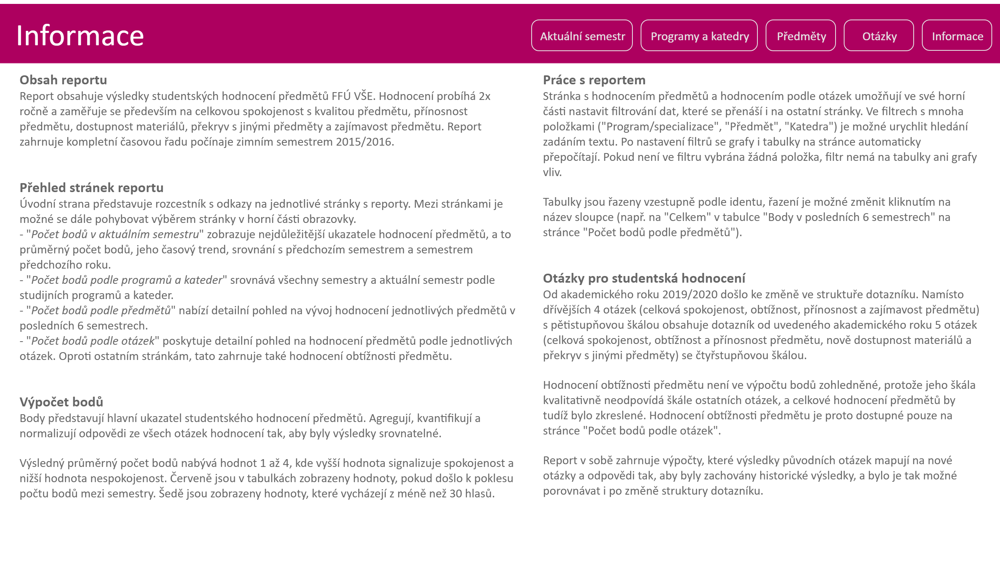 Informace
Aktuální semestr
Programy a katedry
Předměty
Otázky
Informace
Obsah reportu
Report obsahuje výsledky studentských hodnocení předmětů FFÚ VŠE. Hodnocení probíhá 2x
ročně a zaměřuje se především na celkovou spokojenost s kvalitou předmětu, přínosnost
předmětu, dostupnost materiálů, překryv s jinými předměty a zajímavost předmětu. Report
zahrnuje kompletní časovou řadu počínaje zimním semestrem 2015/2016.
Přehled stránek reportu
Úvodní strana představuje rozcestník s odkazy na jednotlivé stránky s reporty. Mezi stránkami je
možné se dále pohybovat výběrem stránky v horní části obrazovky.
- "Počet bodů v aktuálním semestru" zobrazuje nejdůležitější ukazatele hodnocení předmětů, a to
průměrný počet bodů, jeho časový trend, srovnání s předchozím semestrem a semestrem
předchozího roku.
- "Počet bodů podle programů a kateder" srovnává všechny semestry a aktuální semestr podle
studijních programů a kateder.
- "Počet bodů podle předmětů" nabízí detailní pohled na vývoj hodnocení jednotlivých předmětů v
posledních 6 semestrech.
- "Počet bodů podle otázek" poskytuje detailní pohled na hodnocení předmětů podle jednotlivých
otázek. Oproti ostatním stránkám, tato zahrnuje také hodnocení obtížnosti předmětu.
Výpočet bodů
Body představují hlavní ukazatel studentského hodnocení předmětů. Agregují, kvantifikují a
normalizují odpovědi ze všech otázek hodnocení tak, aby byly výsledky srovnatelné.
Výsledný průměrný počet bodů nabývá hodnot 1 až 4, kde vyšší hodnota signalizuje spokojenost a
nižší hodnota nespokojenost. Červeně jsou v tabulkách zobrazeny hodnoty, pokud došlo k poklesu
počtu bodů mezi semestry. Šedě jsou zobrazeny hodnoty, které vycházejí z méně než 30 hlasů.
Práce s reportem
Stránka s hodnocením předmětů a hodnocením podle otázek umožňují ve své horní
části nastavit filtrování dat, které se přenáší i na ostatní stránky. Ve filtrech s mnoha
položkami ("Program/specializace", "Předmět", "Katedra") je možné urychlit hledání
zadáním textu. Po nastavení filtrů se grafy i tabulky na stránce automaticky
přepočítají. Pokud není ve filtru vybrána žádná položka, filtr nemá na tabulky ani grafy
vliv.
Tabulky jsou řazeny vzestupně podle identu, řazení je možné změnit kliknutím na
název sloupce (např. na "Celkem" v tabulce "Body v posledních 6 semestrech" na
stránce "Počet bodů podle předmětů").
Otázky pro studentská hodnocení
Od akademického roku 2019/2020 došlo ke změně ve struktuře dotazníku. Namísto
dřívějších 4 otázek (celková spokojenost, obtížnost, přínosnost a zajímavost předmětu)
s pětistupňovou škálou obsahuje dotazník od uvedeného akademického roku 5 otázek
(celková spokojenost, obtížnost a přínosnost předmětu, nově dostupnost materiálů a
překryv s jinými předměty) se čtyřstupňovou škálou.
Hodnocení obtížnosti předmětu není ve výpočtu bodů zohledněné, protože jeho škála
kvalitativně neodpovídá škále ostatních otázek, a celkové hodnocení předmětů by
tudíž bylo zkreslené. Hodnocení obtížnosti předmětu je proto dostupné pouze na
stránce "Počet bodů podle otázek".
Report v sobě zahrnuje výpočty, které výsledky původních otázek mapují na nové
otázky a odpovědi tak, aby byly zachovány historické výsledky, a bylo je tak možné
porovnávat i po změně struktury dotazníku.